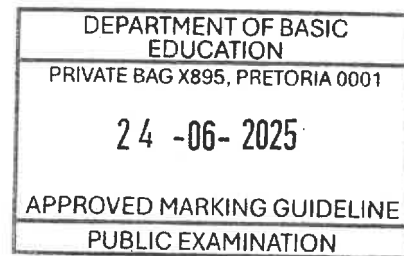 DEPARTMENT OF BASIC
EDUCATION
PRIVATE BAG X895, PRETORIA 0001
24 -06- 2025
APPROVED MARKING GUIDELINE
PUBLIC EXAMINATION